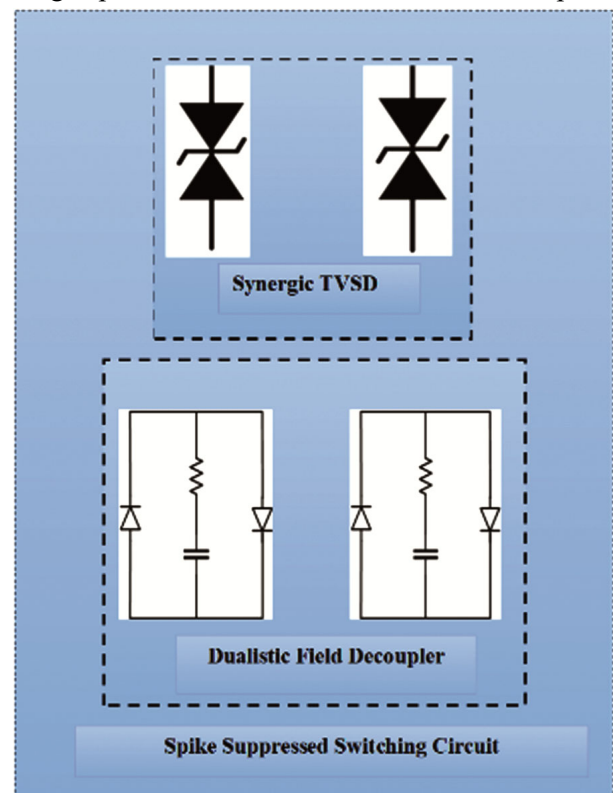 Synergic TVSD
Dualistic Field Decoupler
Spike Suppressed Switching Circuit